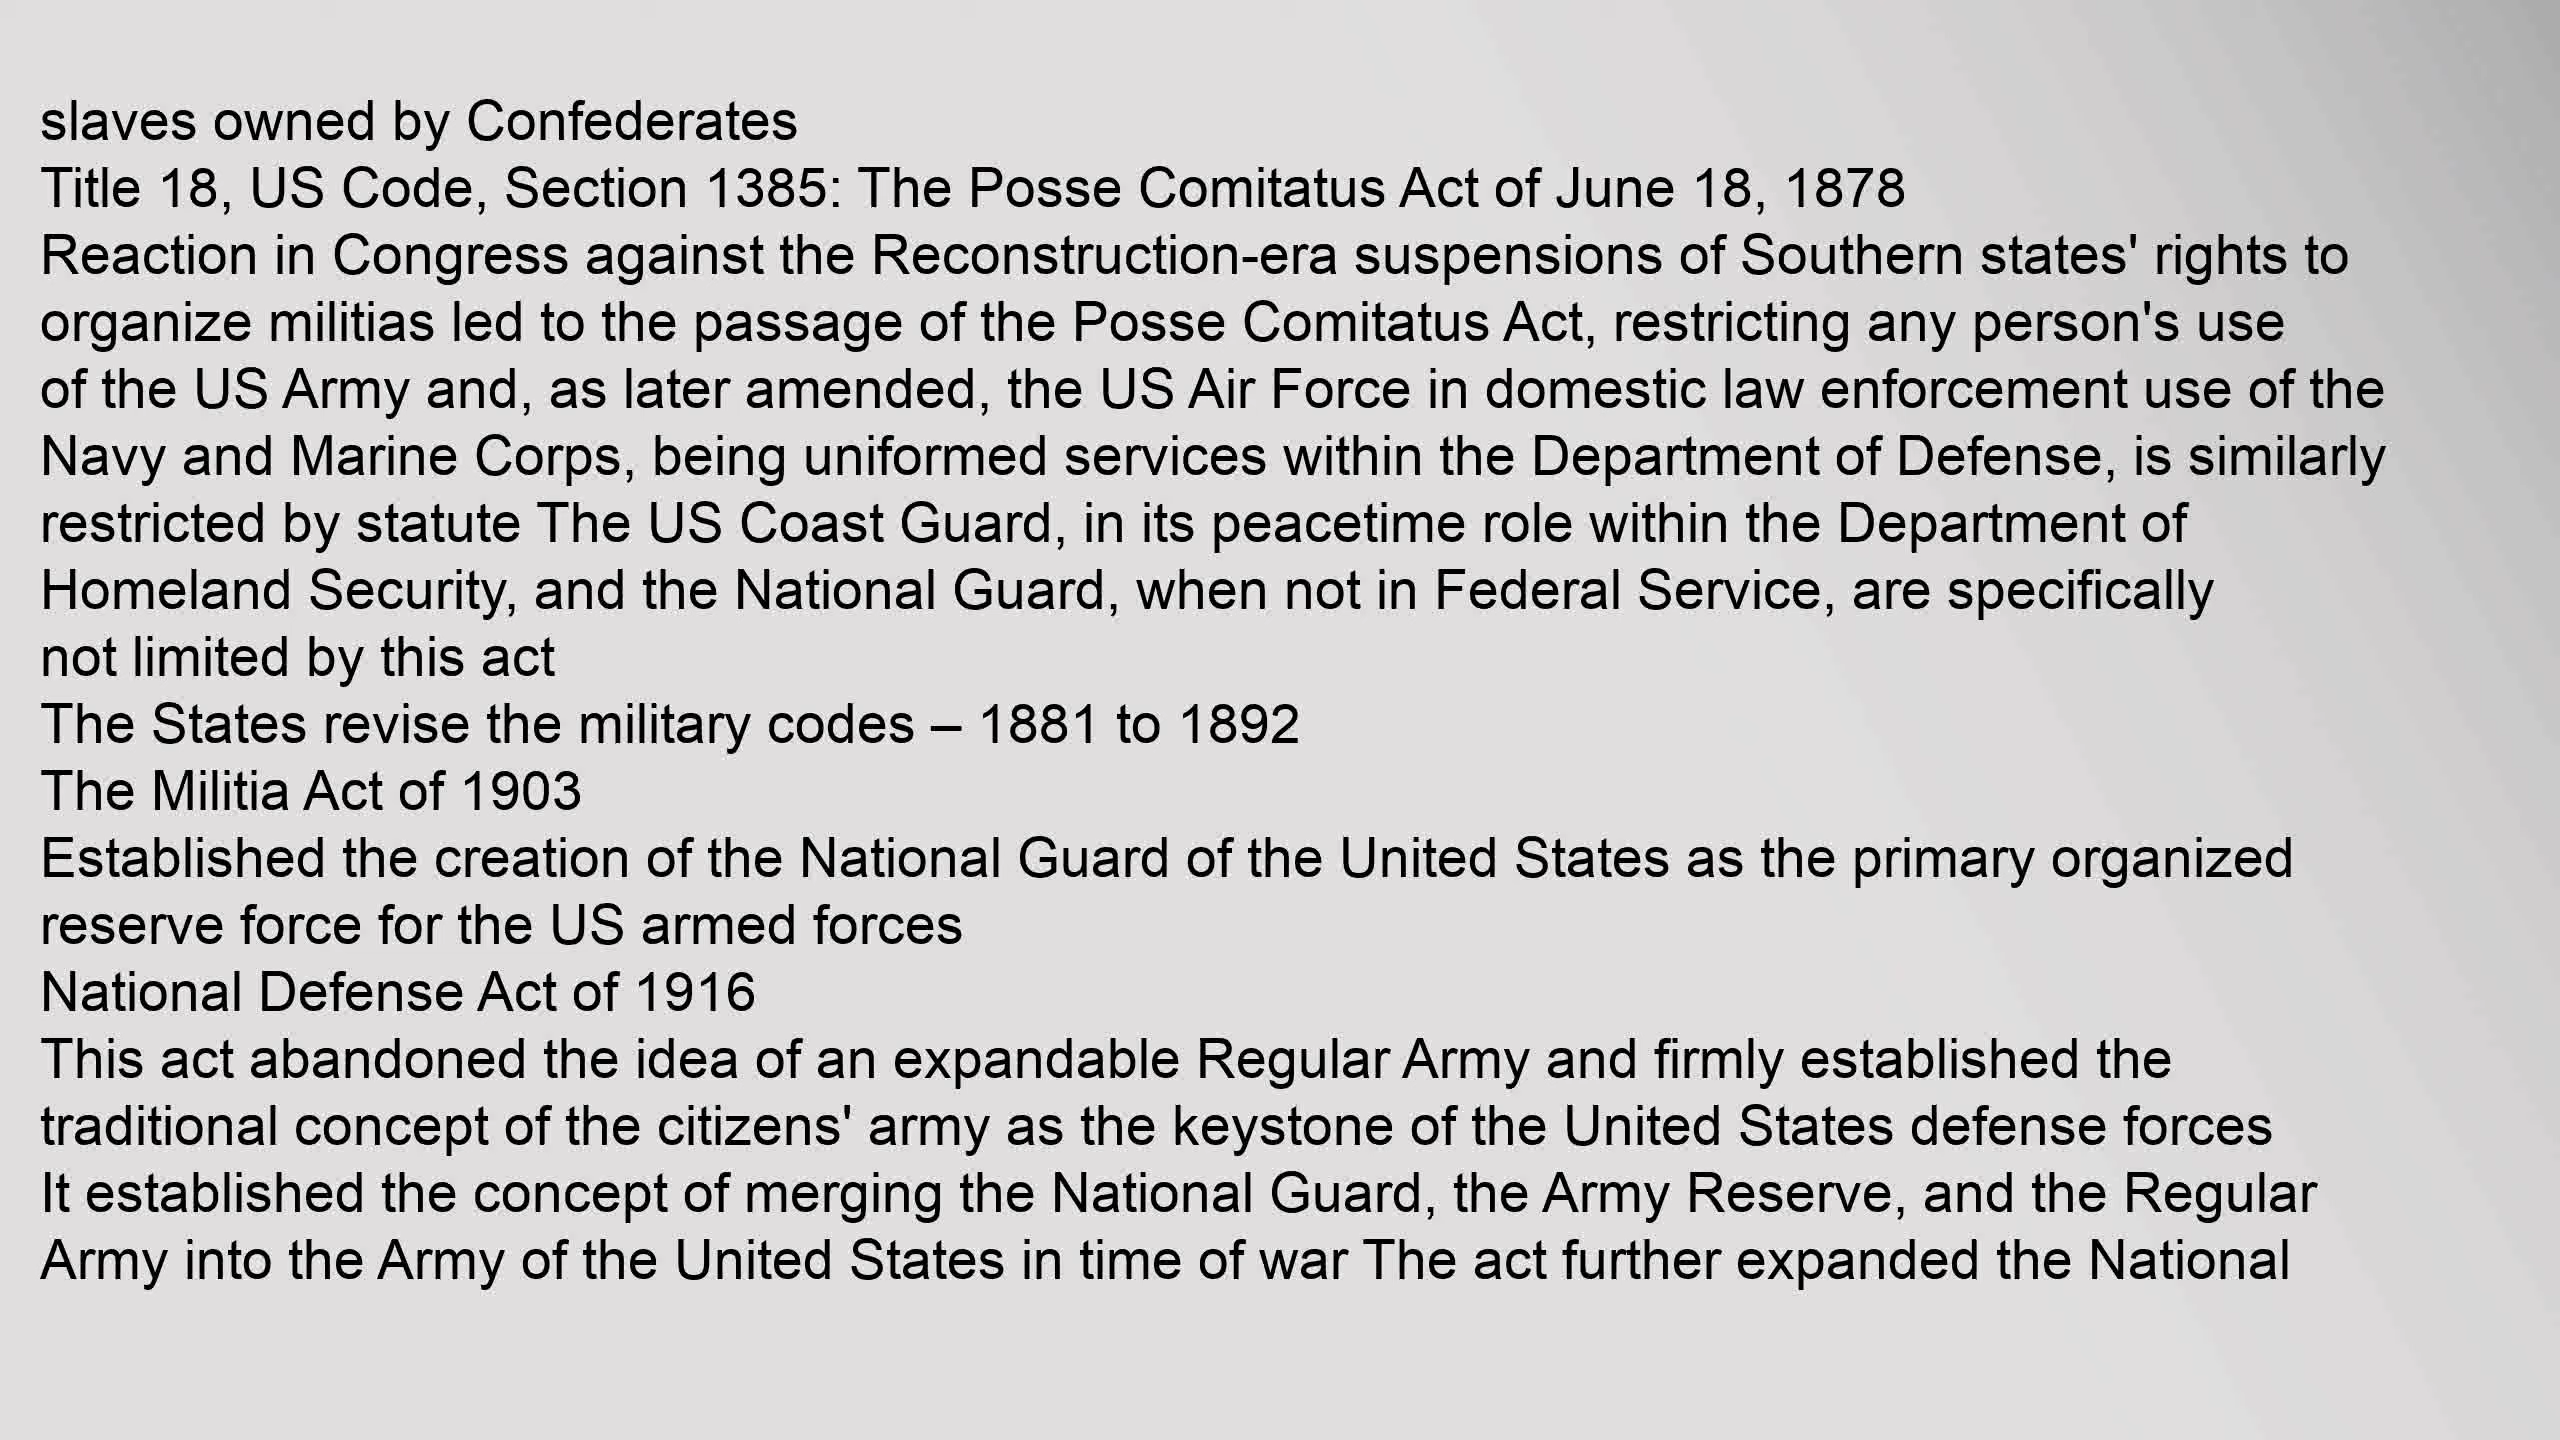 slaves owned by Confederates
Title 18, US Code, Section 1385: The Posse Comitatus Act of June 18, 1878
Reaction in Congress against the Reconstruction-era suspensions of Southern states' rights to
organize militias led to the passage of the Posse Comitatus Act, restricting any person's use
of the US Army and, as later amended, the US Air Force in domestic law enforcement use of the
Navy and Marine Corps, being uniformed services within the Department of Defense, is similarly
restricted by statute The US Coast Guard, in its peacetime role within the Department of
Homeland Security, and the National Guard, when not in Federal Service, are specifically
not limited by this act
The States revise the military codes – 1881 to 1892
The Militia Act of 1903
Established the creation of the National Guard of the United States as the primary organized
reserve force for the US armed forces
National Defense Act of 1916
This act abandoned the idea of an expandable Regular Army and firmly established the
traditional concept of the citizens' army as the keystone of the United States defense forces
It established the concept of merging the National Guard, the Army Reserve, and the Regular
Army into the Army of the United States in time of war The act further expanded the National